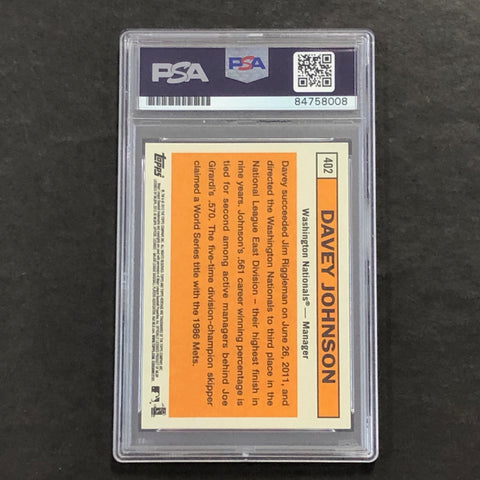 PSA
PSA
84758008
402
DAVEY JOHNSON
Washington Nationals® — Manager
Davey succeeded Jim Riggleman on June 26, 2011, and
directed the Washington Nationals to third place in the
National League East Division – their highest finish in
nine years. Johnson's .561 career winning percentage is
tied for second among active managers behind Joe
Girardi's .570. The five-time division-champion skipper
claimed a World Series title with the 1986 Mets.
TOPPS